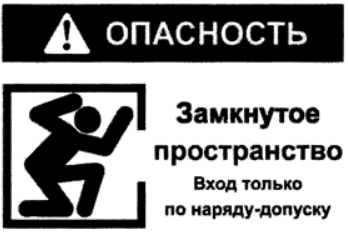 ОПАСНОСТЬ
Замкнутое
пространство
Вход только
по наряду-допуску